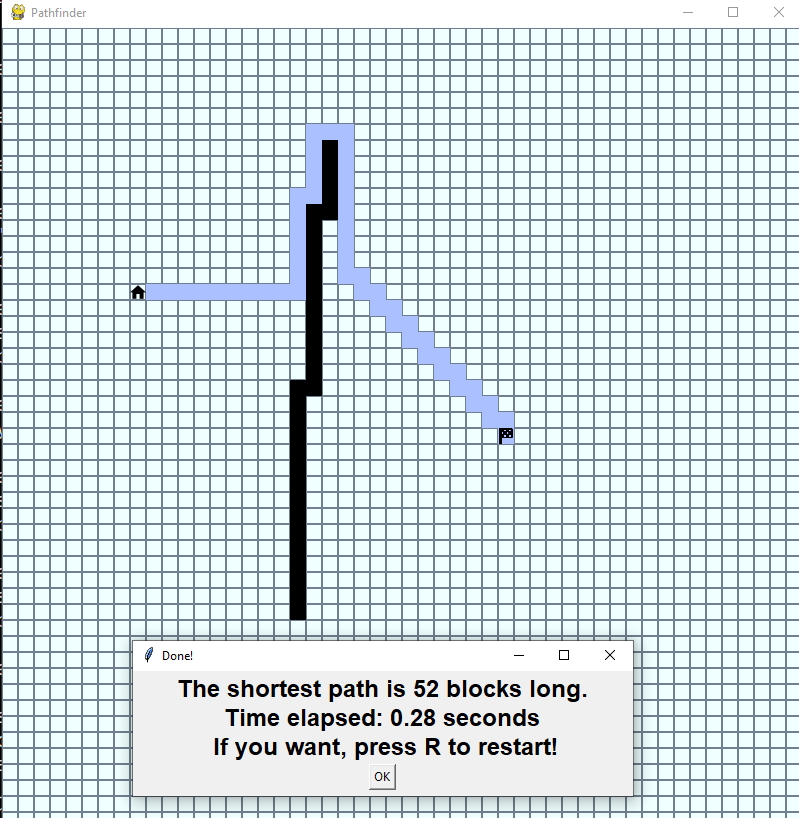 Pathfinder
Done!
The shortest path is 52 blocks long.
Time elapsed: 0.28 seconds
If you want, press R to restart!
OK